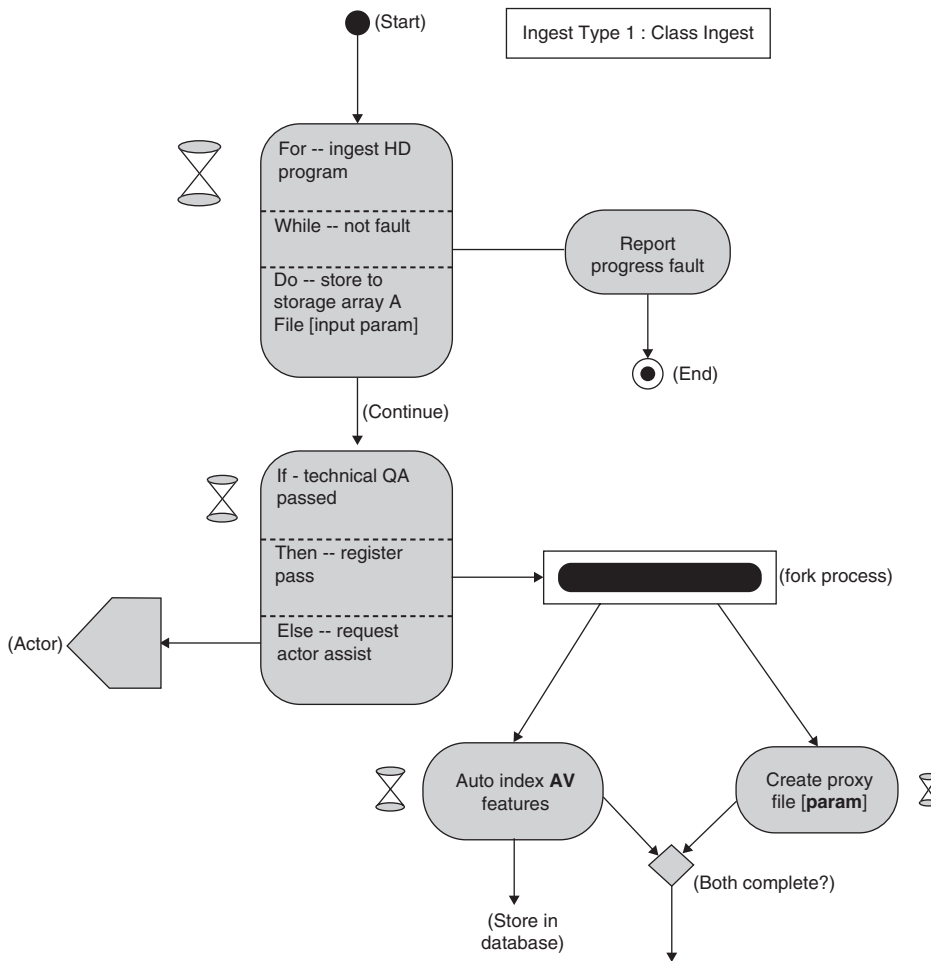 (Start)
Ingest Type 1 : Class Ingest
For -- ingest HD
program
While -- not fault
Do -- store to
storage array A
File [input param]
Report
progress fault
(End)
(Continue)
If - technical QA
passed
Then -- register
pass
Else -- request
actor assist
(fork process)
(Actor)
Auto index AV
features
Create proxy
file [param]
(Both complete?)
(Store in
database)